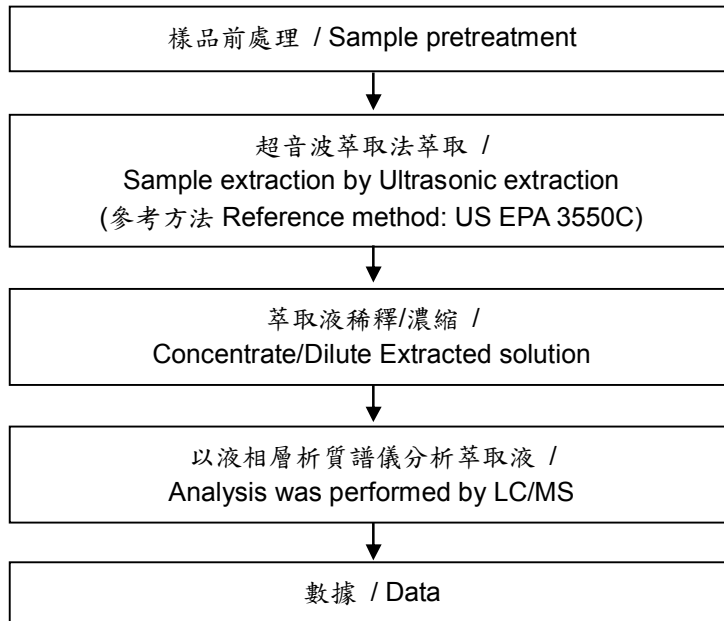 樣品前處理 / Sample pretreatment
超音波萃取法萃取 /
Sample extraction by Ultrasonic extraction
(參考方法 Reference method: US EPA 3550C)
萃取液稀釋/濃縮 /
Concentrate/Dilute Extracted solution
以液相層析質譜儀分析萃取液 /
Analysis was performed by LC/MS
數據 / Data